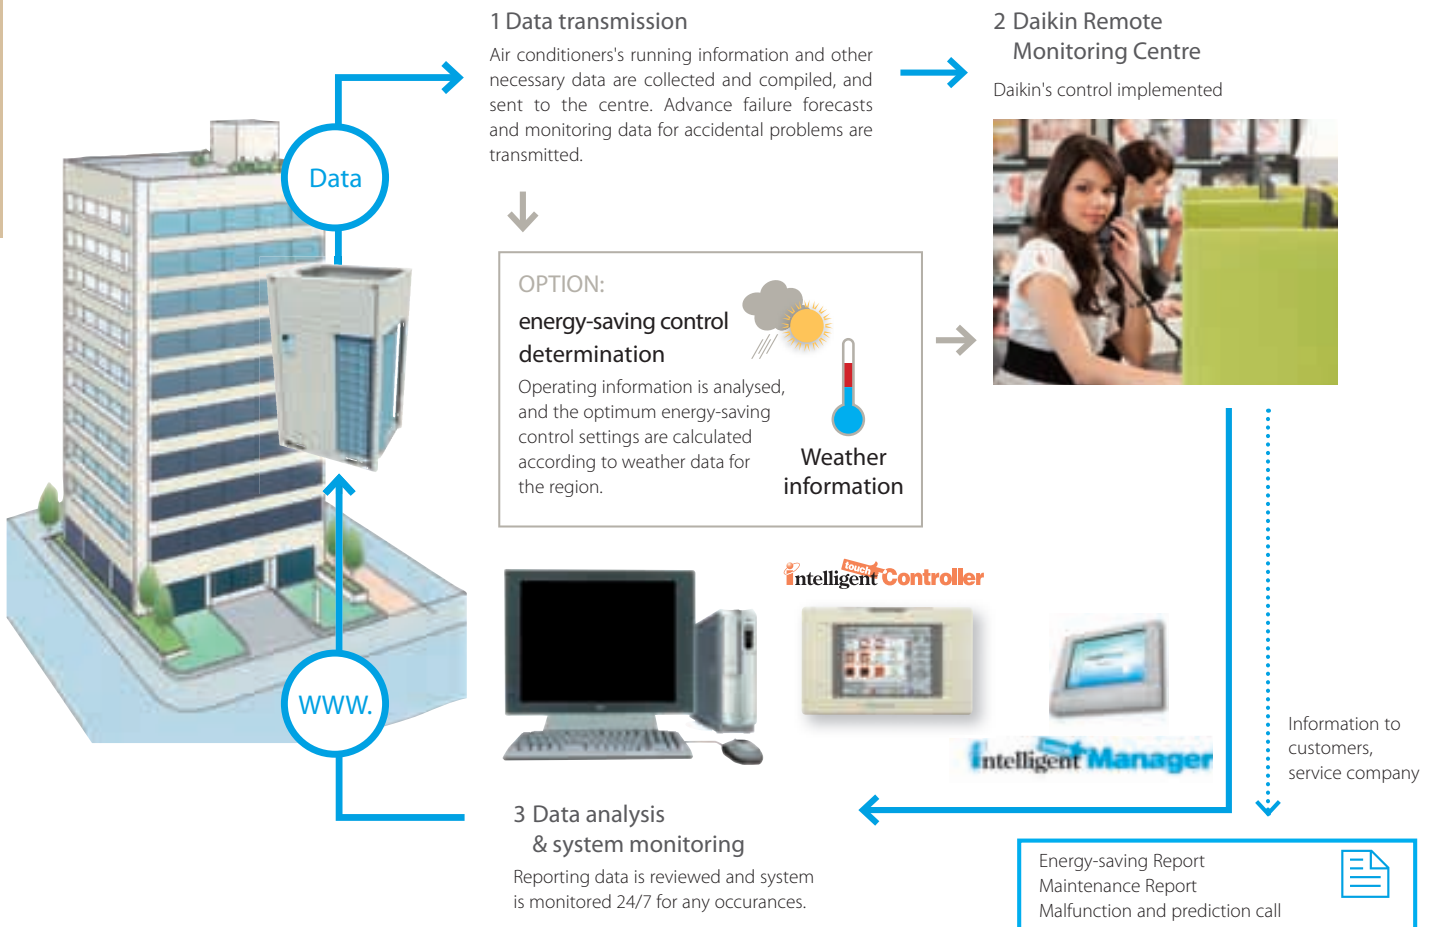 1 Data transmission
Air conditioners's running information and other
necessary data are collected and compiled, and
sent to the centre. Advance failure forecasts
and monitoring data for accidental problems are
transmitted.
2 Daikin Remote
Monitoring Centre
Daikin's control implemented
Data
OPTION:
energy-saving control
determination
Operating information is analysed,
and the optimum energy-saving
control settings are calculated
according to weather data for
the region.
Weather
information
intelligent touch Controller
intelligent touch Manager
WWW.
Information to
customers,
service company
3 Data analysis
& system monitoring
Reporting data is reviewed and system
is monitored 24/7 for any occurances.
Energy-saving Report
Maintenance Report
Malfunction and prediction call